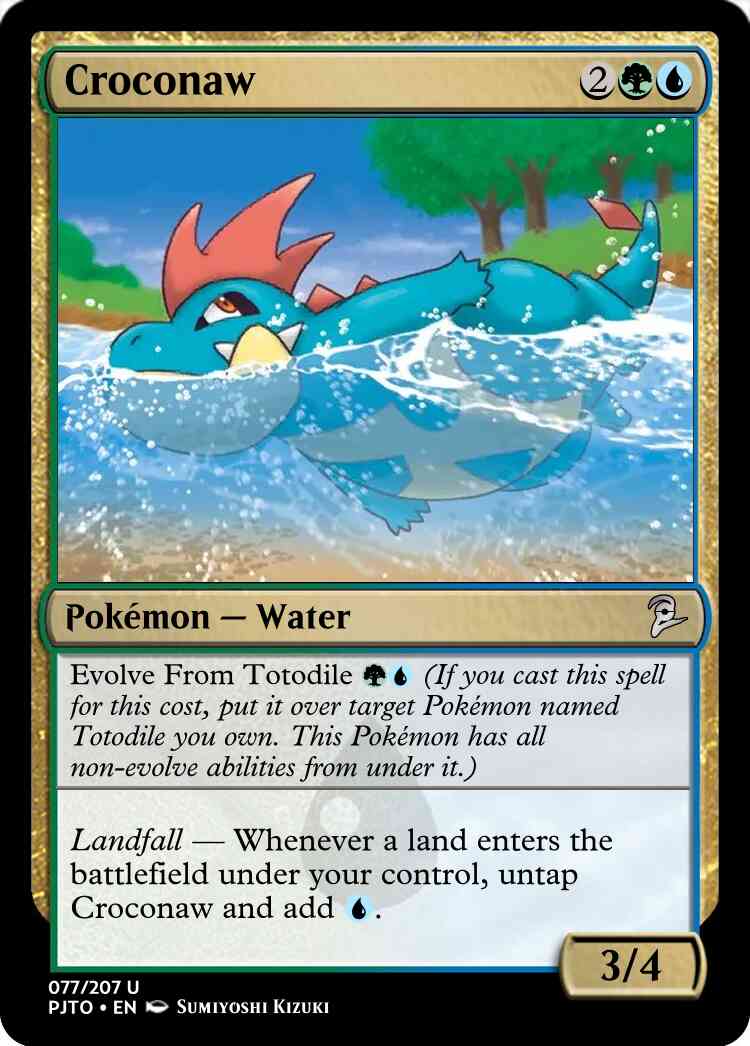 Croconaw 2
Pokémon — Water
Evolve From Totodile (If you cast this spell
for this cost, put it over target Pokémon named
Totodile you own. This Pokémon has all
non-evolve abilities from under it.)
Landfall — Whenever a land enters the
battlefield under your control, untap
Croconaw and add .
3/4
077/207 U
PJTO • EN Sumiyoshi Kizuki